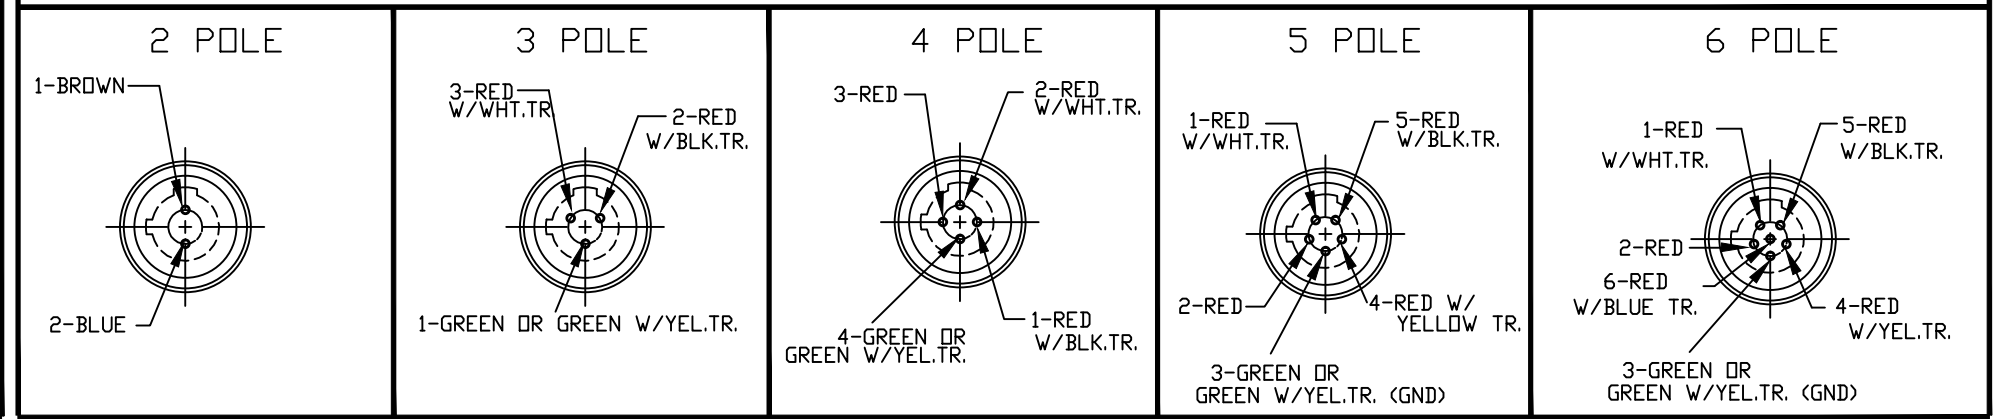 2 POLE
1-BROWN
2-BLUE
3 POLE
3-RED
W/WHT.TR.
2-RED
W/BLK.TR.
1-GREEN OR GREEN W/YEL.TR.
4 POLE
3-RED
2-RED
W/WHT.TR.
1-RED
W/BLK.TR.
4-GREEN OR
GREEN W/YEL.TR.
5 POLE
1-RED
W/WHT.TR.
5-RED
W/BLK.TR.
2-RED
4-RED W/
YELLOW TR.
3-GREEN OR
GREEN W/YEL.TR. (GND)
6 POLE
1-RED
W/WHT.TR.
5-RED
W/BLK.TR.
2-RED
6-RED
W/BLUE TR.
4-RED
W/YEL.TR.
3-GREEN OR
GREEN W/YEL.TR. (GND)